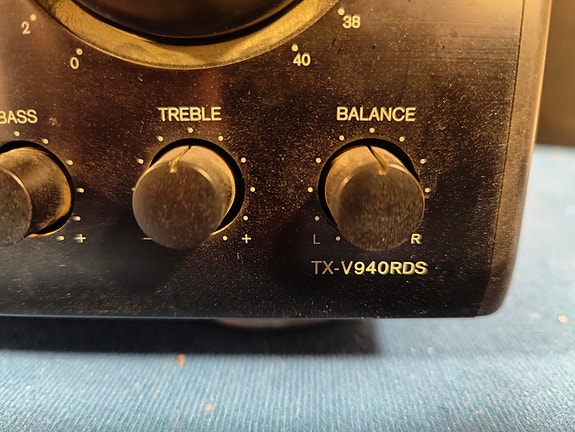 2
38
0
40
BASS
TREBLE
BALANCE
+
- +
L R
TX-V940RDS